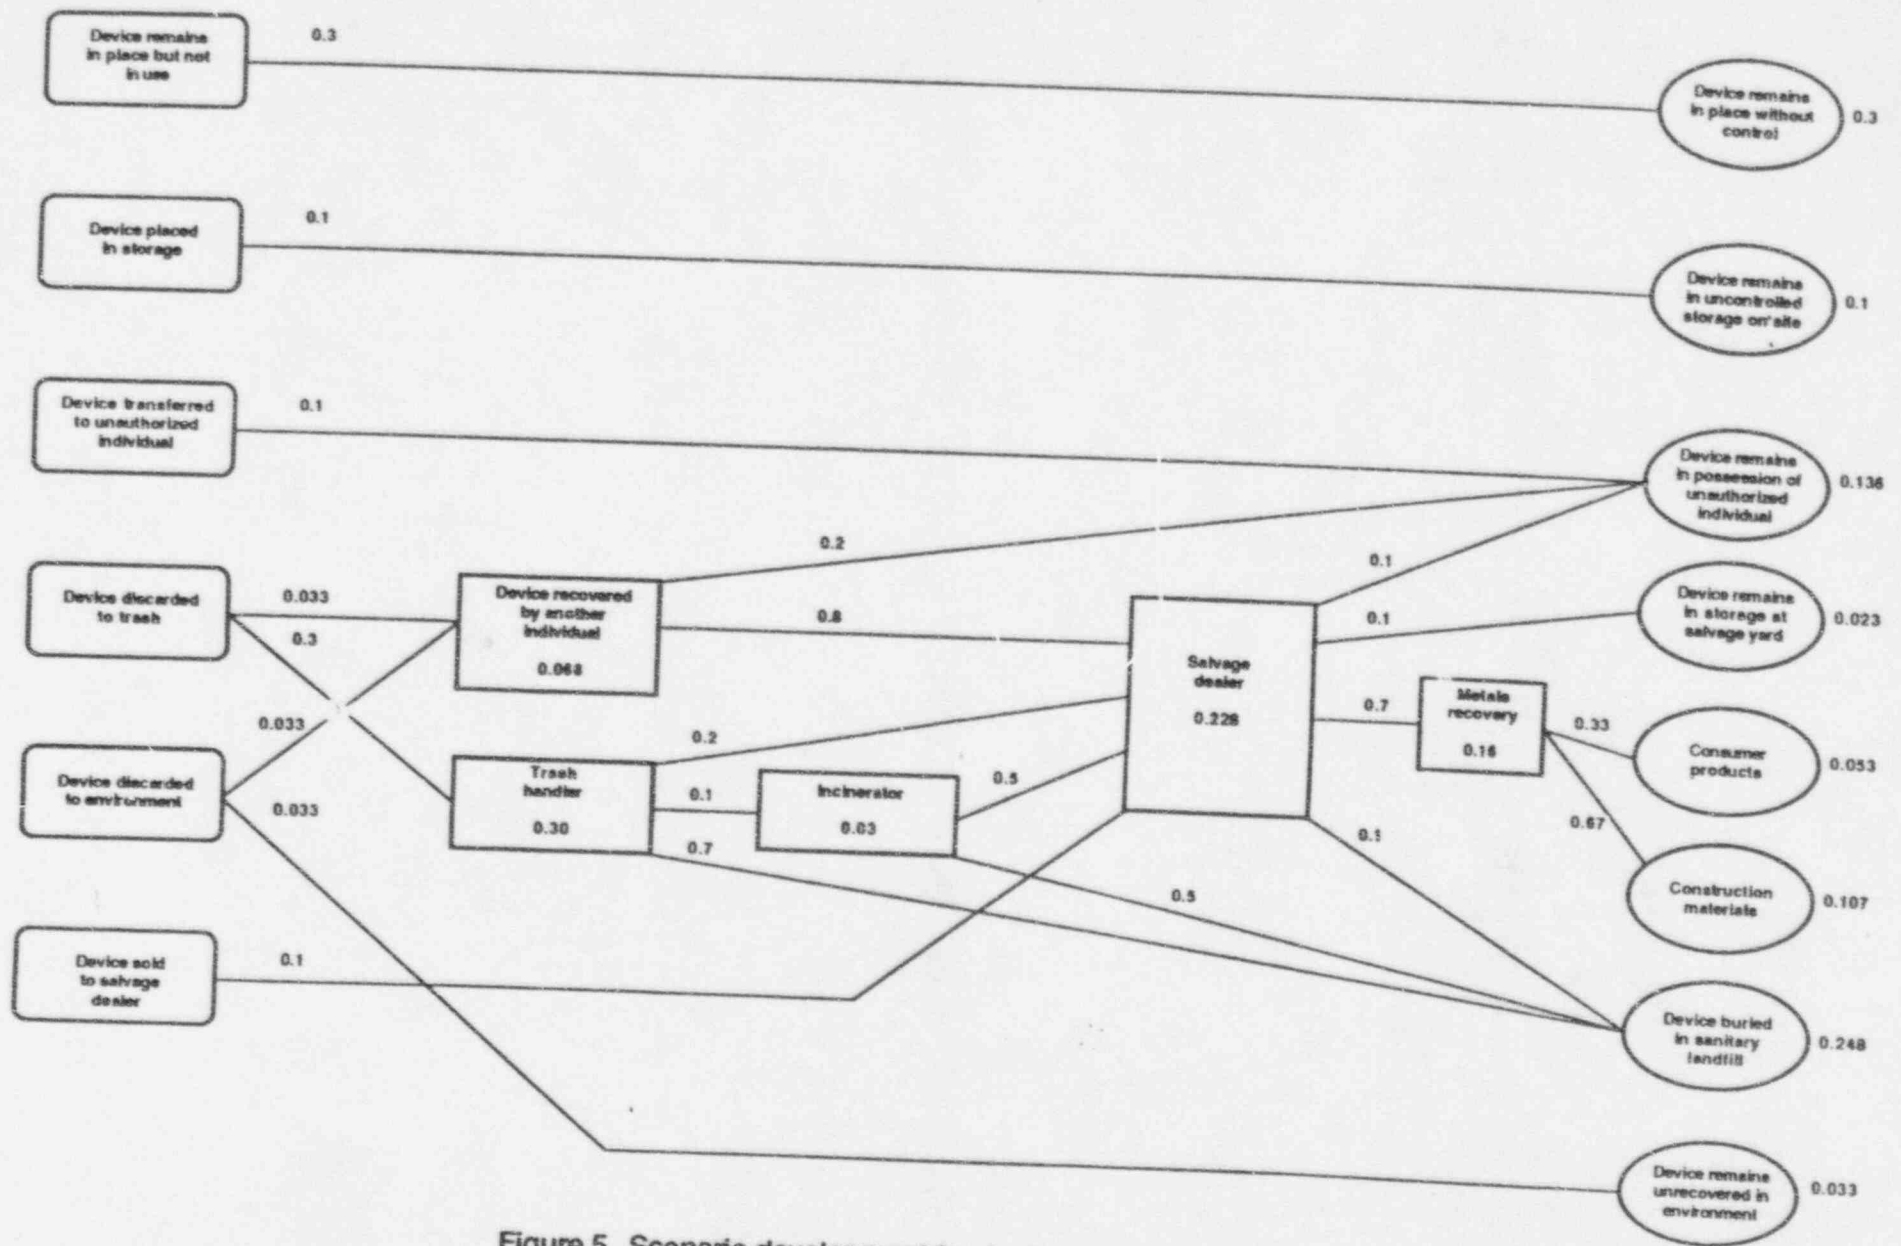 Device remains
in place but not
in use
0.3
Device remains
in place without
control
0.3
Device placed
in storage
0.1
Device remains
in uncontrolled
storage on site
0.1
Device transferred
to unauthorized
individual
0.1
Device remains
in possession of
unauthorized
individual
0.136
Device discarded
to trash
0.033
0.3
Device recovered
by another
individual
0.068
0.2
0.8
Salvage
dealer
0.228
0.1
0.1
Device remains
in storage at
salvage yard
0.023
0.7
Metals
recovery
0.16
0.33
0.67
Consumer
products
0.053
Construction
materials
0.107
Device discarded
to environment
0.033
0.033
Trash
handler
0.30
0.2
0.1
0.7
Incinerator
0.03
0.5
0.5
0.1
Device sold
to salvage
dealer
0.1
Device buried
in sanitary
landfill
0.248
Device remains
unrecovered in
environment
0.033
Figure 5. Scenario